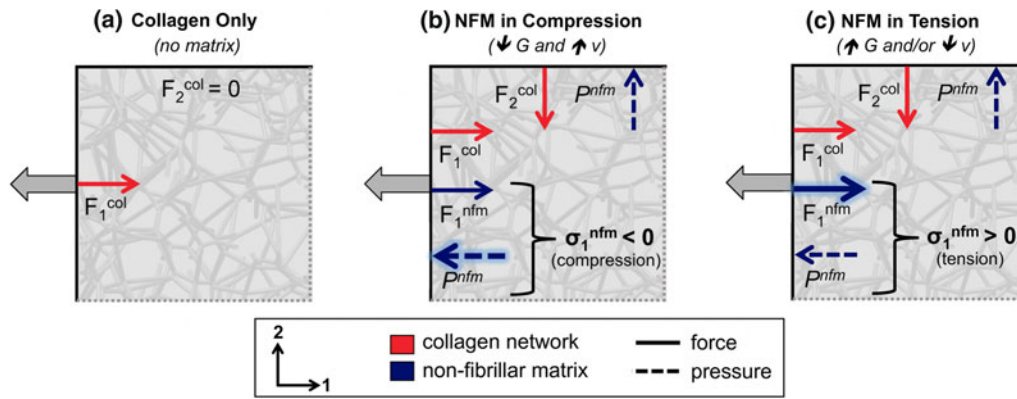 (a) Collagen Only
(no matrix)
F₂ᶜᵒˡ = 0
F₁ᶜᵒˡ
(b) NFM in Compression
(↓ G and ↑ v)
F₂ᶜᵒˡ
Pⁿᶠᵐ
F₁ᶜᵒˡ
F₁ⁿᶠᵐ
σ₁ⁿᶠᵐ < 0
(compression)
Pⁿᶠᵐ
(c) NFM in Tension
(↑ G and/or ↓ v)
F₂ᶜᵒˡ
Pⁿᶠᵐ
F₁ᶜᵒˡ
F₁ⁿᶠᵐ
σ₁ⁿᶠᵐ > 0
(tension)
Pⁿᶠᵐ
2
1
collagen network
non-fibrillar matrix
force
pressure